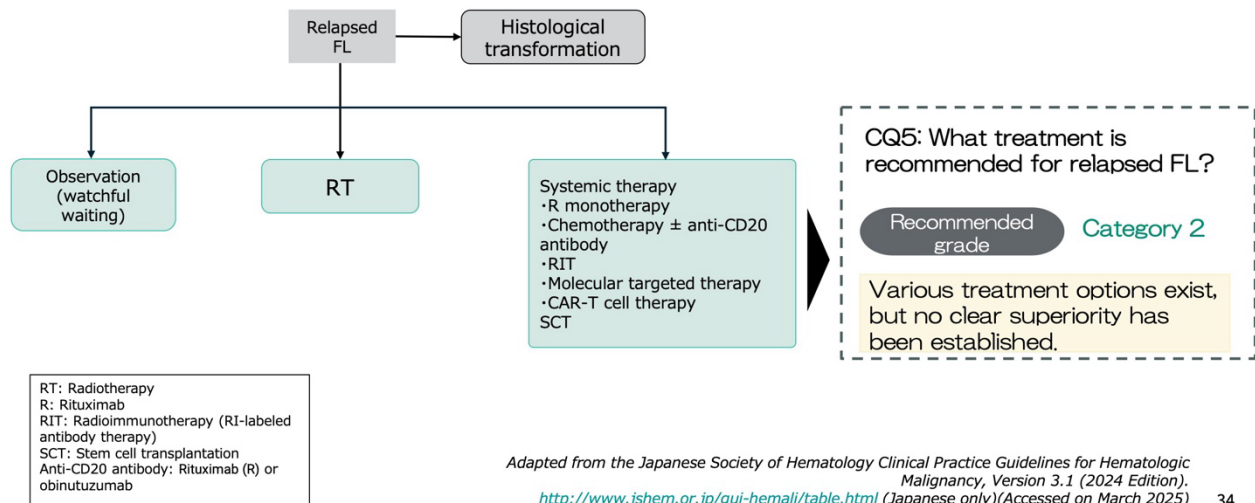 Relapsed
FL
Histological
transformation
Observation
(watchful
waiting)
RT
Systemic therapy
・R monotherapy
・Chemotherapy ± anti-CD20
antibody
・RIT
・Molecular targeted therapy
・CAR-T cell therapy
SCT
CQ5: What treatment is
recommended for relapsed FL?
Recommended
grade
Category 2
Various treatment options exist,
but no clear superiority has
been established.
RT: Radiotherapy
R: Rituximab
RIT: Radioimmunotherapy (RI-labeled
antibody therapy)
SCT: Stem cell transplantation
Anti-CD20 antibody: Rituximab (R) or
obinutuzumab
Adapted from the Japanese Society of Hematology Clinical Practice Guidelines for Hematologic
Malignancy, Version 3.1 (2024 Edition).
http://www.jshem.or.jp/gui-hemali/table.html (Japanese only)(Accessed on March 2025)
34